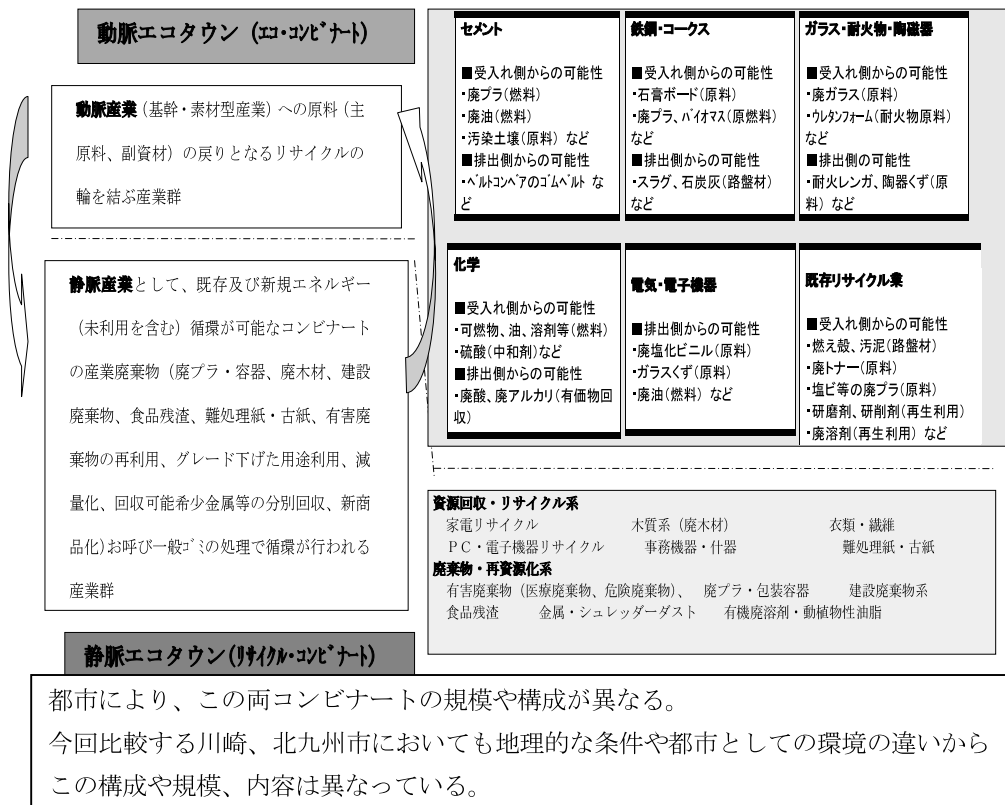 動脈エコタウン (エコ・コンビナート)
動脈産業（基幹・素材型産業）への原料（主
原料、副資材）の戻りとなるリサイクルの
輪を結ぶ産業群
静脈産業として、既存及び新規エネルギー
（未利用を含む）循環が可能なコンビナート
の産業廃棄物（廃プラ・容器、廃木材、建設
廃棄物、食品残渣、難処理紙・古紙、有害廃
棄物の再利用、グレード下げた用途利用、減
量化、回収可能希少金属等の分別回収、新商
品化）お呼び一般ゴミの処理で循環が行われる
産業群
静脈エコタウン(リサイクル・コンビナート)
セメント
■受入れ側からの可能性
・廃プラ(燃料)
・廃油(燃料)
・汚染土壌(原料) など
■排出側からの可能性
・ベルトコンベアのゴムベルト な
ど
鉄鋼・コークス
■受入れ側からの可能性
・石膏ボード(原料)
・廃プラ、バイオマス(原燃料)
など
■排出側からの可能性
・スラグ、石炭灰(路盤材)
など
ガラス・耐火物・陶磁器
■受入れ側からの可能性
・廃ガラス(原料)
・ウレタンフォーム(耐火物原料)
など
■排出側の可能性
・耐火レンガ、陶器くず(原
料) など
化学
■受入れ側からの可能性
・可燃物、油、溶剤等(燃料)
・硫酸(中和剤)など
■排出側からの可能性
・廃酸、廃アルカリ(有価物回
収)
電気・電子機器
■排出側からの可能性
・廃塩化ビニル(原料)
・ガラスくず(原料)
・廃油(燃料) など
既存リサイクル業
■受入れ側からの可能性
・燃え殻、汚泥(路盤材)
・廃トナー(原料)
・塩ビ等の廃プラ(原料)
・研磨剤、研削剤(再生利用)
・廃溶剤(再生利用) など
資源回収・リサイクル系
家電リサイクル 木質系（廃木材） 衣類・繊維
ＰＣ・電子機器リサイクル 事務機器・什器 難処理紙・古紙
廃棄物・再資源化系
有害廃棄物（医療廃棄物、危険廃棄物）、 廃プラ・包装容器 建設廃棄物系
食品残渣 金属・シュレッダーダスト 有機廃溶剤・動植物性油脂
都市により、この両コンビナートの規模や構成が異なる。
今回比較する川崎、北九州市においても地理的な条件や都市としての環境の違いから
この構成や規模、内容は異なっている。